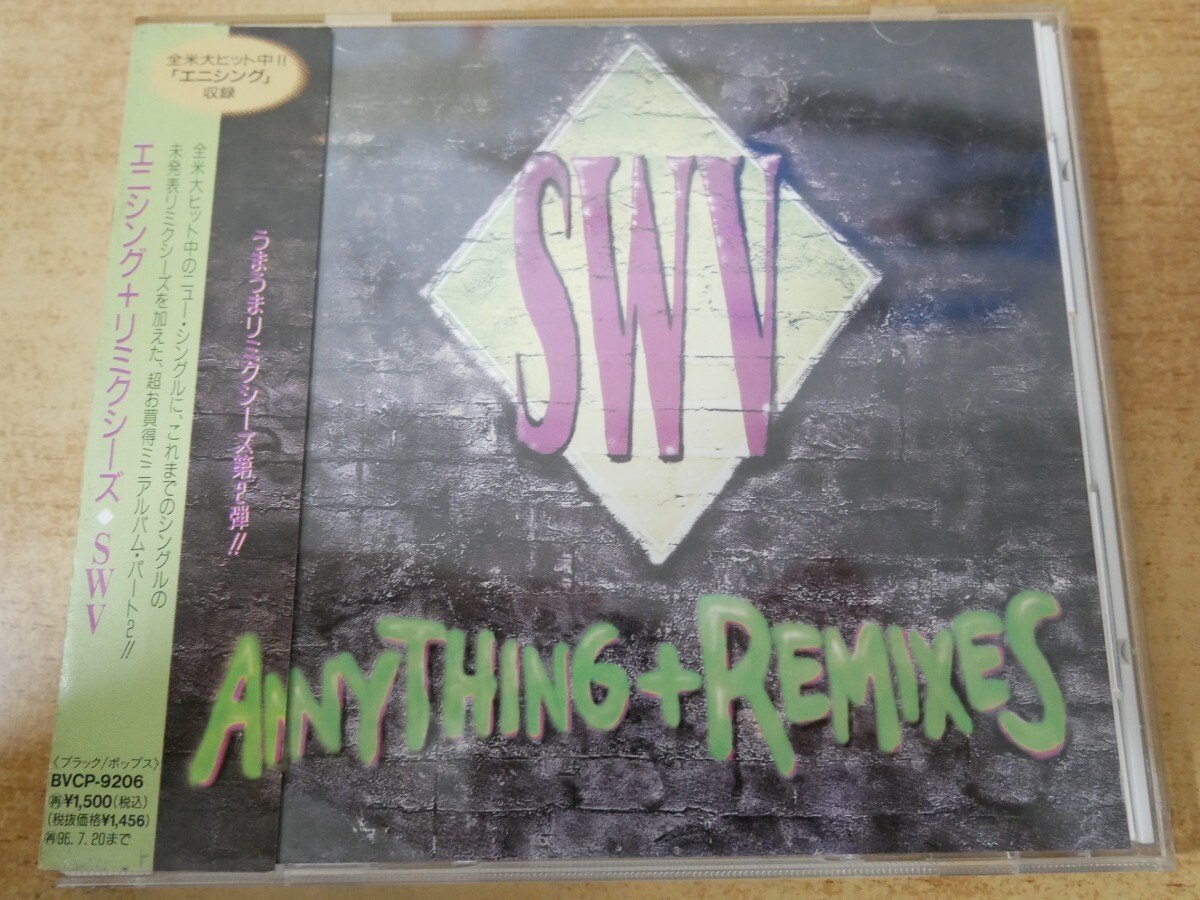 全米大ヒット中!!
「エニシング」
収録
全米大ヒット中のニュー・シングルに、これまでのシングルの
未発表リミクシーズを加えた、超お買得ミニアルバム・パート2!!
エニシング+リミクシーズ◆SWV
うまうまリミクシーズ第2弾!!
《ブラック/ポップス》
BVCP-9206
再¥1,500(税込)
(税抜価格¥1,456)
再96.7.20まで
SWV
ANYTHING+REMIXES